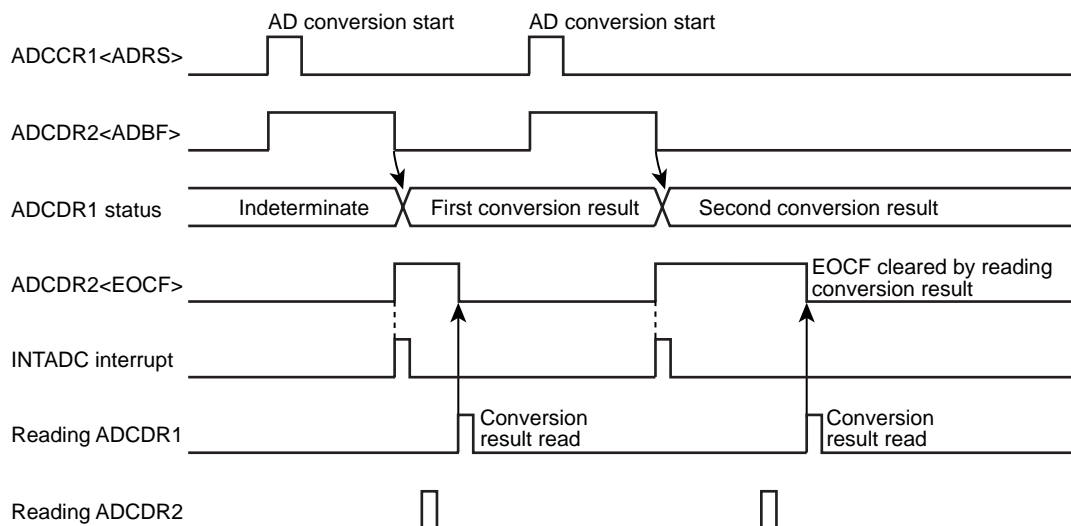 AD conversion start
AD conversion start
ADCCR1<ADRS>
ADCDR2<ADBF>
ADCDR1 status
Indeterminate
First conversion result
Second conversion result
ADCDR2<EOCF>
EOCF cleared by reading
conversion result
INTADC interrupt
Reading ADCDR1
Conversion
result read
Conversion
result read
Reading ADCDR2